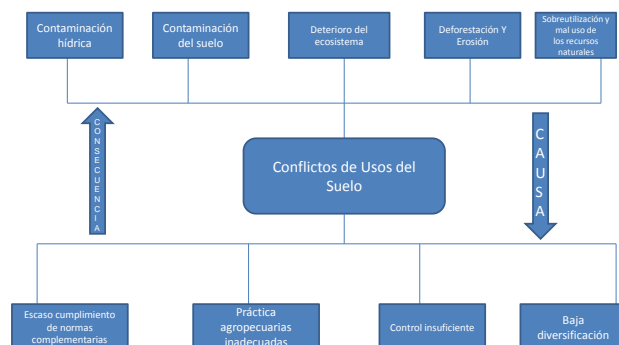 Contaminación
hídrica
Contaminación
del suelo
Deterioro del
ecosistema
Deforestación Y
Erosión
Sobreutilización y
mal uso de
los recursos
naturales
CONSECUENCIA
Conflictos de Usos del
Suelo
CAUSA
Escaso cumplimiento
de normas
complementarias
Práctica
agropecuarias
inadecuadas
Control insuficiente
Baja
diversificación